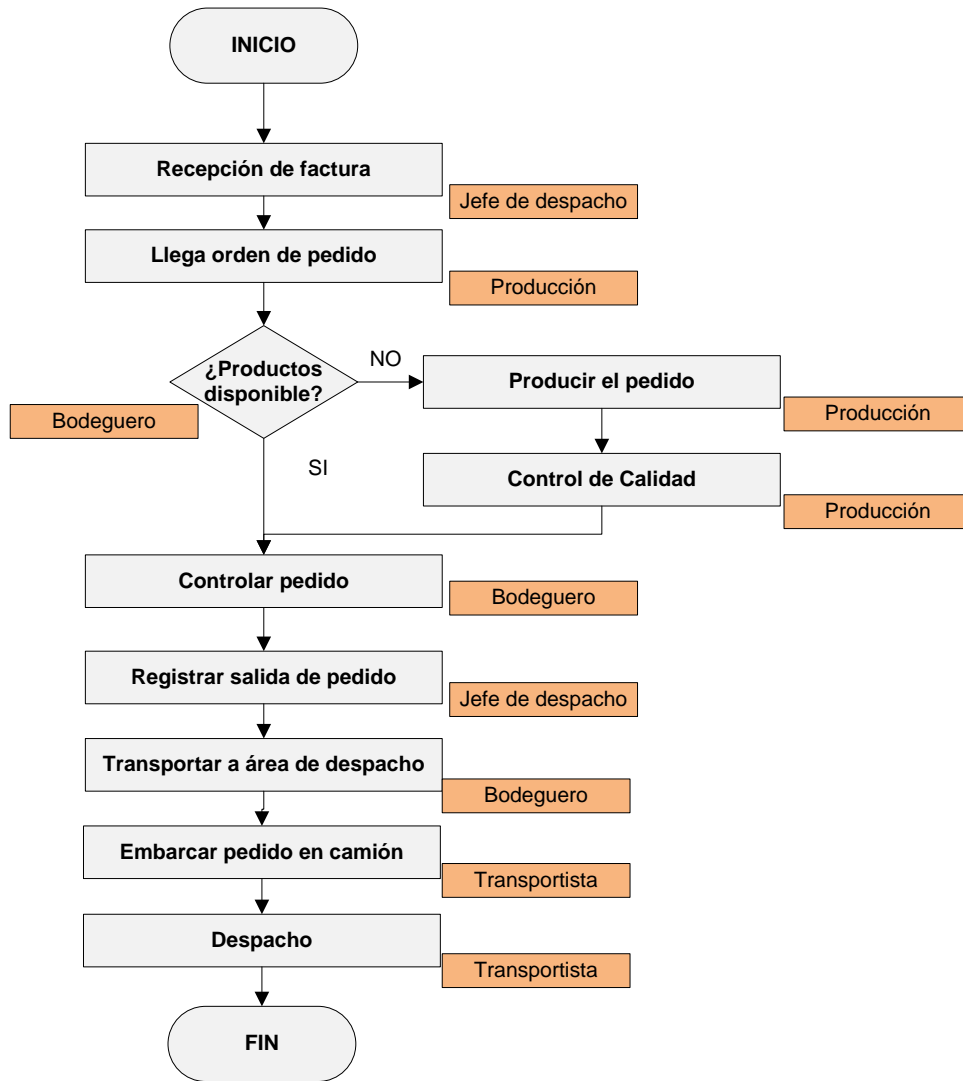 INICIO
Recepción de factura
Jefe de despacho
Llega orden de pedido
Producción
¿Productos
disponible?
NO
Producir el pedido
Bodeguero
Producción
SI
Control de Calidad
Producción
Controlar pedido
Bodeguero
Registrar salida de pedido
Jefe de despacho
Transportar a área de despacho
Bodeguero
Embarcar pedido en camión
Transportista
Despacho
Transportista
FIN